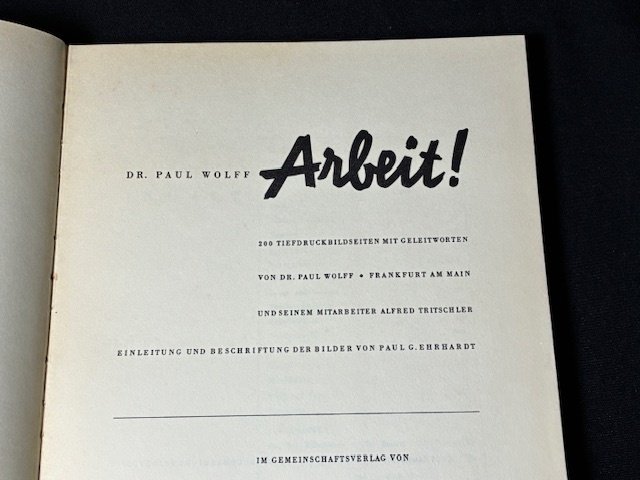 DR. PAUL WOLFF Arbeit!
200 TIEFDRUCKBILDSEITEN MIT GELEITWORTEN
VON DR. PAUL WOLFF • FRANKFURT AM MAIN
UND SEINEM MITARBEITER ALFRED TRITSCHLER
EINLEITUNG UND BESCHRIFTUNG DER BILDER VON PAUL G. EHRHARDT
IM GEMEINSCHAFTSVERLAG VON